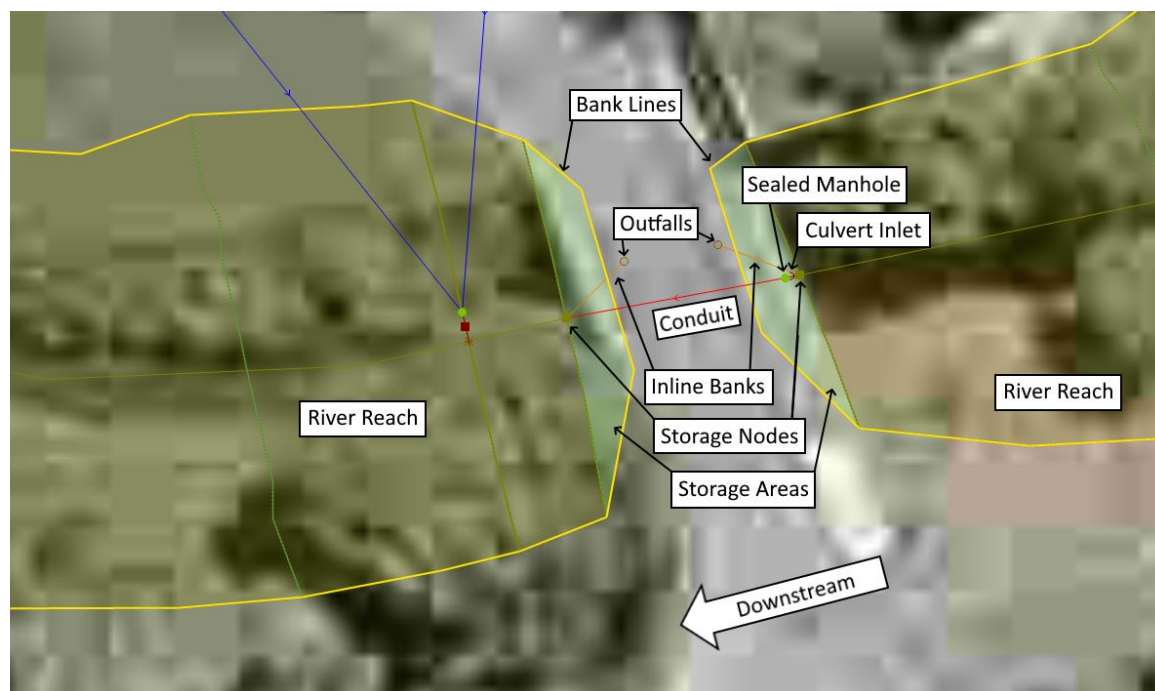 Bank Lines
Sealed Manhole
Outfalls
Culvert Inlet
Conduit
Inline Banks
River Reach
River Reach
Storage Nodes
Storage Areas
Downstream